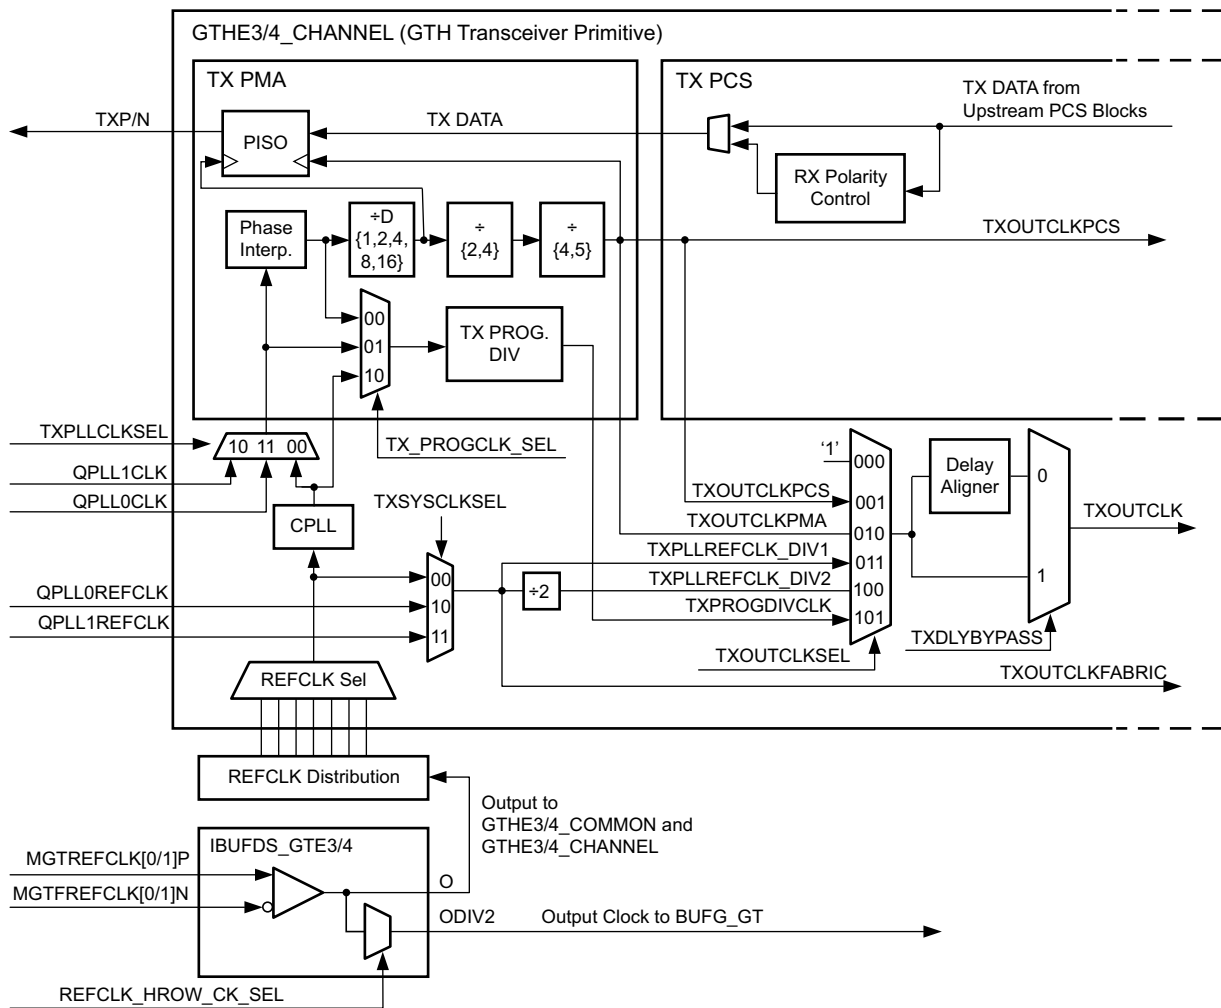 GTHE3/4_CHANNEL (GTH Transceiver Primitive)
TX PMA
TX PCS
TX DATA from
Upstream PCS Blocks
TXP/N
PISO
TX DATA
RX Polarity
Control
Phase
Interp.
÷D
{1,2,4,
8,16}
÷
{2,4}
÷
{4,5}
TXOUTCLKPCS
00
01
10
TX PROG.
DIV
TXPLLCLKSEL
10 11 00
TX_PROGCLK_SEL
QPLL1CLK
QPLL0CLK
CPLL
TXSYSCLKSEL
'1'
000
TXOUTCLKPCS
001
TXOUTCLKPMA
010
TXPLLREFCLK_DIV1
011
TXPLLREFCLK_DIV2
100
TXPROGDIVCLK
101
Delay
Aligner
0
1
TXOUTCLK
00
10
11
÷2
QPLL0REFCLK
QPLL1REFCLK
TXDLYBYPASS
TXOUTCLKSEL
TXOUTCLKFABRIC
REFCLK Sel
REFCLK Distribution
Output to
GTHE3/4_COMMON and
GTHE3/4_CHANNEL
IBUFDS_GTE3/4
MGTREFCLK[0/1]P
MGTFREFCLK[0/1]N
O
ODIV2
Output Clock to BUFG_GT
REFCLK_HROW_CK_SEL